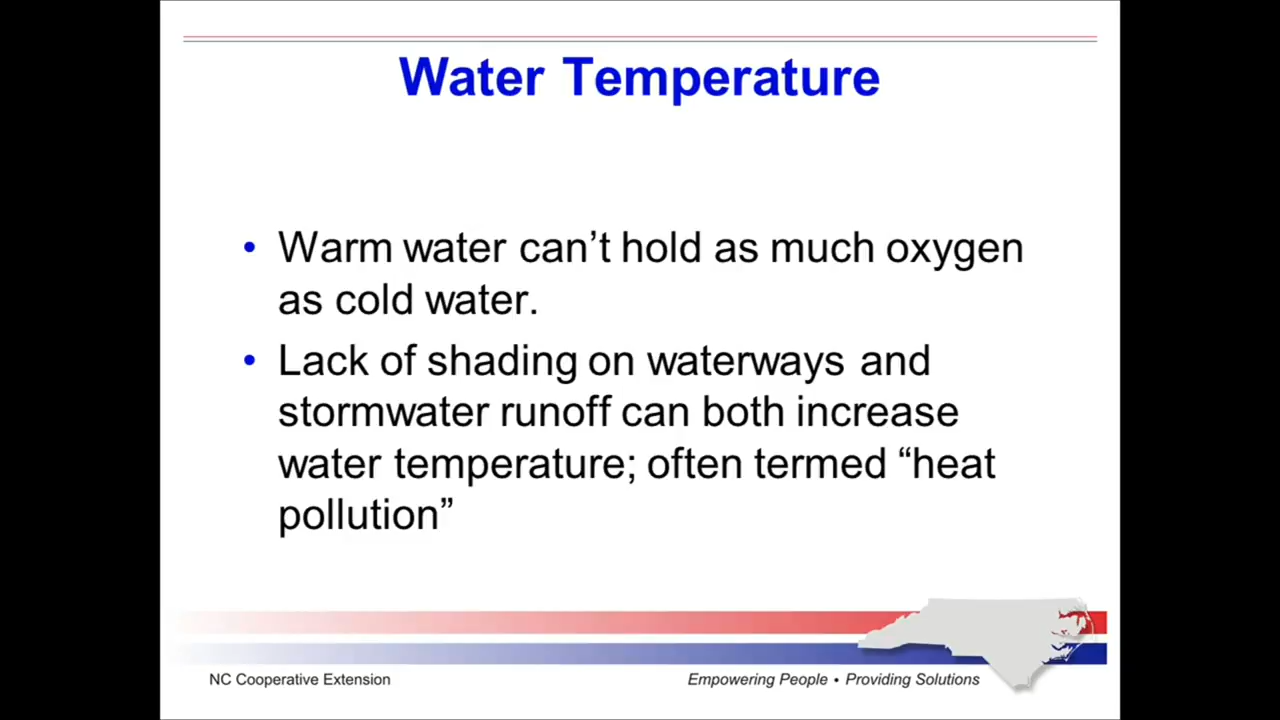 Water Temperature
• Warm water can’t hold as much oxygen
as cold water.
• Lack of shading on waterways and
stormwater runoff can both increase
water temperature; often termed “heat
pollution”
NC Cooperative Extension
Empowering People • Providing Solutions